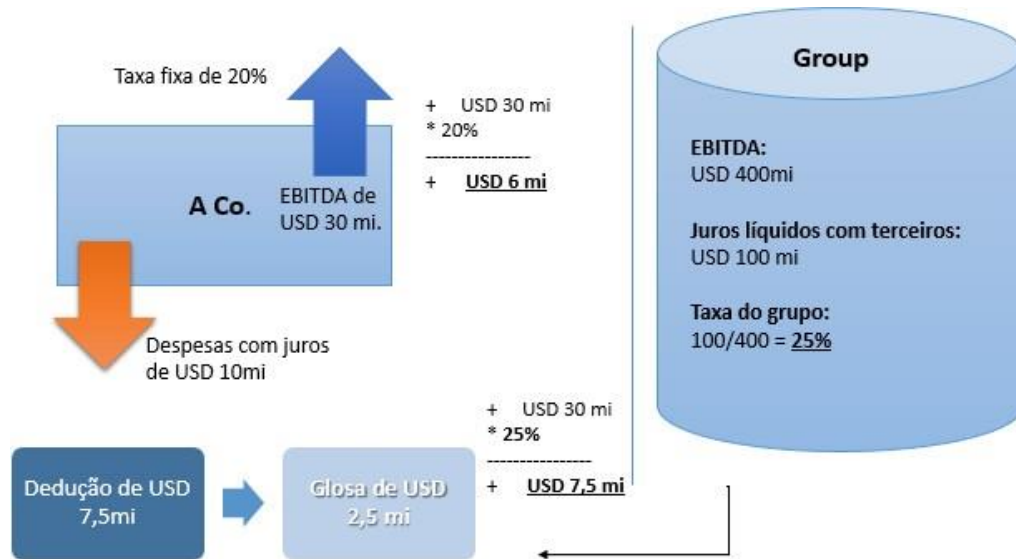 Taxa fixa de 20%
A Co.
EBITDA de
USD 30 mi.
Despesas com juros
de USD 10mi
+ USD 30 mi
* 20%
----------------
+ USD 6 mi
Group
EBITDA:
USD 400mi
Juros líquidos com terceiros:
USD 100 mi
Taxa do grupo:
100/400 = 25%
+ USD 30 mi
* 25%
----------------
+ USD 7,5 mi
Dedução de USD
7,5mi
Glosa de USD
2,5 mi